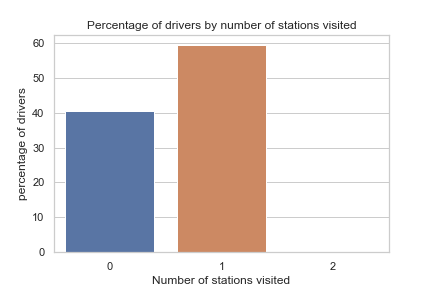 Percentage of drivers by number of stations visited
60
50
40
30
20
10
0
percentage of drivers
0 1 2
Number of stations visited